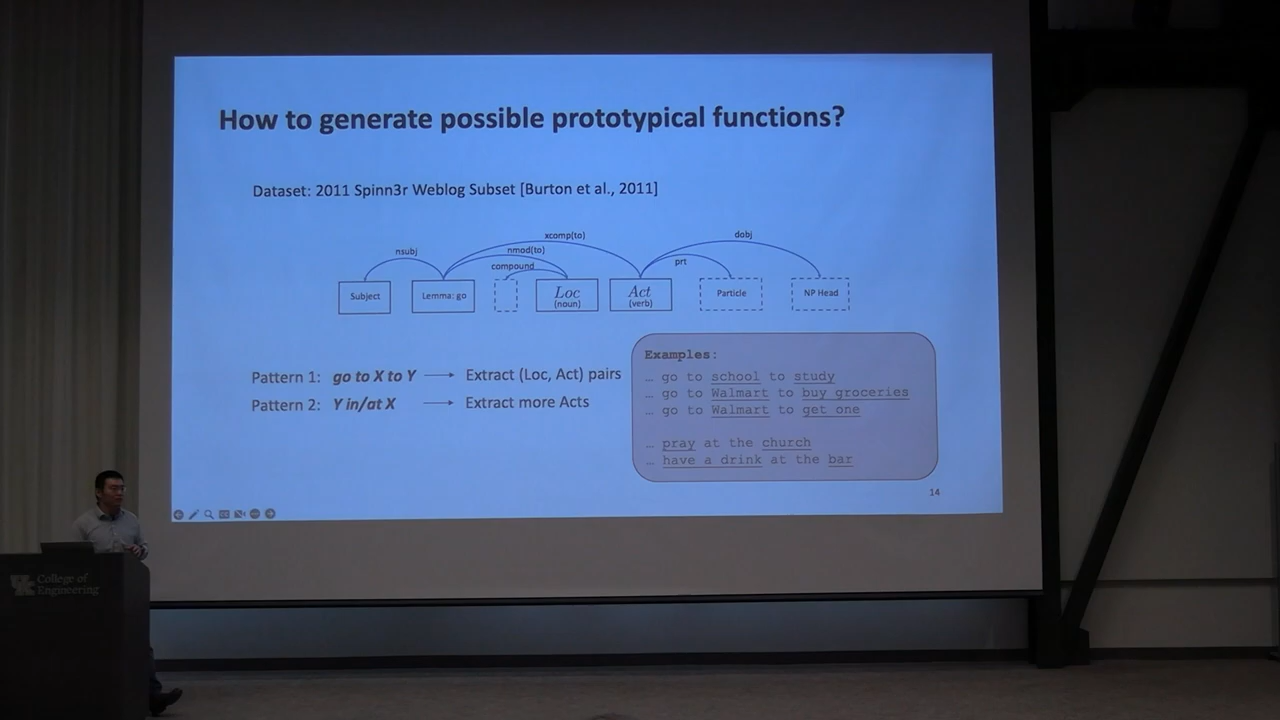 How to generate possible prototypical functions?
Dataset: 2011 Spinn3r Weblog Subset [Burton et al., 2011]
xcomp(to)
dobj
nsubj
nmod(to)
compound
prt
Subject
Lemma: go
Loc
(noun)
Act
(verb)
Particle
NP Head
Pattern 1: go to X to Y → Extract (Loc, Act) pairs
Pattern 2: Y in/at X → Extract more Acts
Examples:
… go to school to study
… go to Walmart to buy groceries
… go to Walmart to get one
… pray at the church
… have a drink at the bar
14
UK College of
Engineering